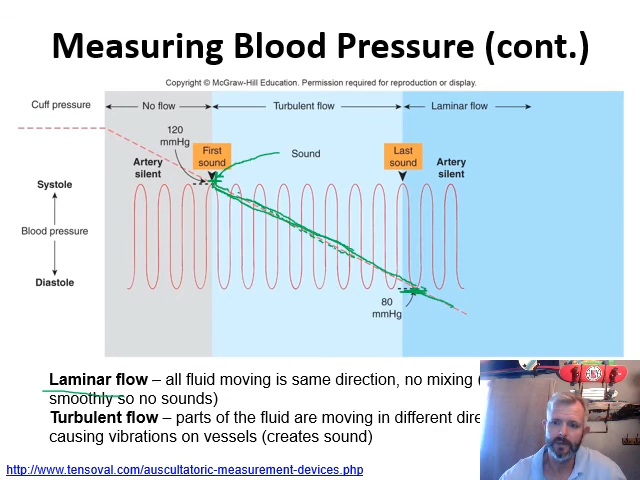 Measuring Blood Pressure (cont.)
Copyright © McGraw-Hill Education. Permission required for reproduction or display.
Cuff pressure
No flow
Turbulent flow
Laminar flow
120
mmHg
Artery
silent
First
sound
Sound
Last
sound
Artery
silent
Systole
Blood pressure
Diastole
80
mmHg
Laminar flow – all fluid moving is same direction, no mixing (
smoothly so no sounds)
Turbulent flow – parts of the fluid are moving in different
causing vibrations on vessels (creates sound)
http://www.tensoval.com/auscultatoric-measurement-devices.php